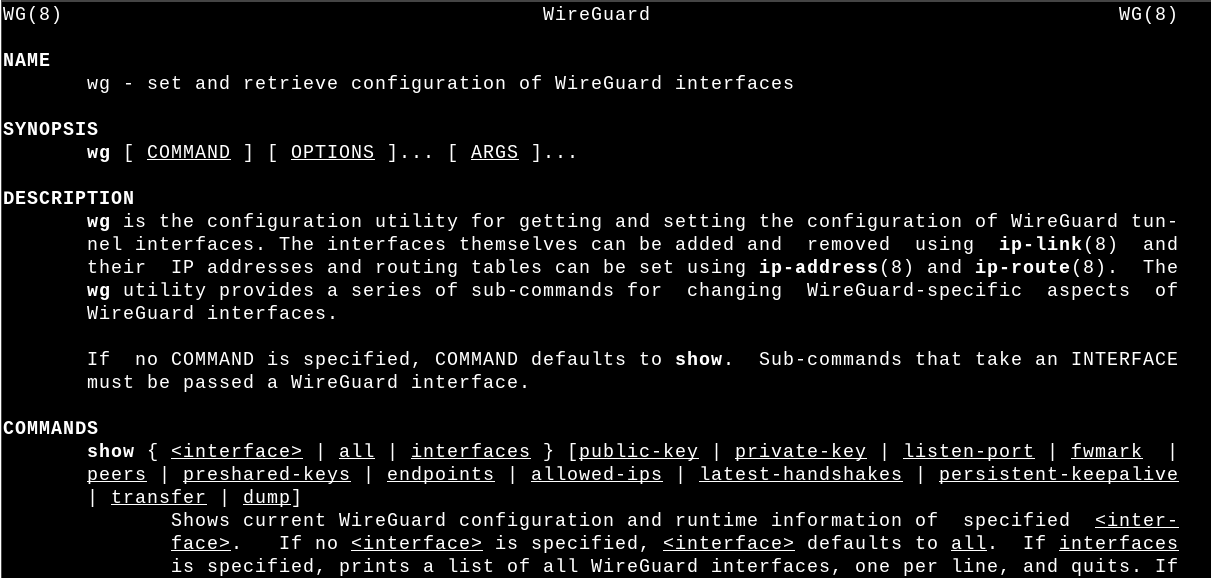 WG(8)                                        WireGuard                                       WG(8)
NAME
       wg - set and retrieve configuration of WireGuard interfaces
SYNOPSIS
       wg [ COMMAND ] [ OPTIONS ]... [ ARGS ]...
DESCRIPTION
       wg is the configuration utility for getting and setting the configuration of WireGuard tun-
       nel interfaces. The interfaces themselves can be added and  removed  using  ip-link(8)  and
       their  IP addresses and routing tables can be set using ip-address(8) and ip-route(8).  The
       wg utility provides a series of sub-commands for  changing  WireGuard-specific  aspects  of
       WireGuard interfaces.
       If  no COMMAND is specified, COMMAND defaults to show.  Sub-commands that take an INTERFACE
       must be passed a WireGuard interface.
COMMANDS
       show { <interface> | all | interfaces } [public-key | private-key | listen-port | fwmark  |
       peers | preshared-keys | endpoints | allowed-ips | latest-handshakes | persistent-keepalive
       | transfer | dump]
              Shows current WireGuard configuration and runtime information of  specified  <inter-
              face>.   If no <interface> is specified, <interface> defaults to all.  If interfaces
              is specified, prints a list of all WireGuard interfaces, one per line, and quits. If